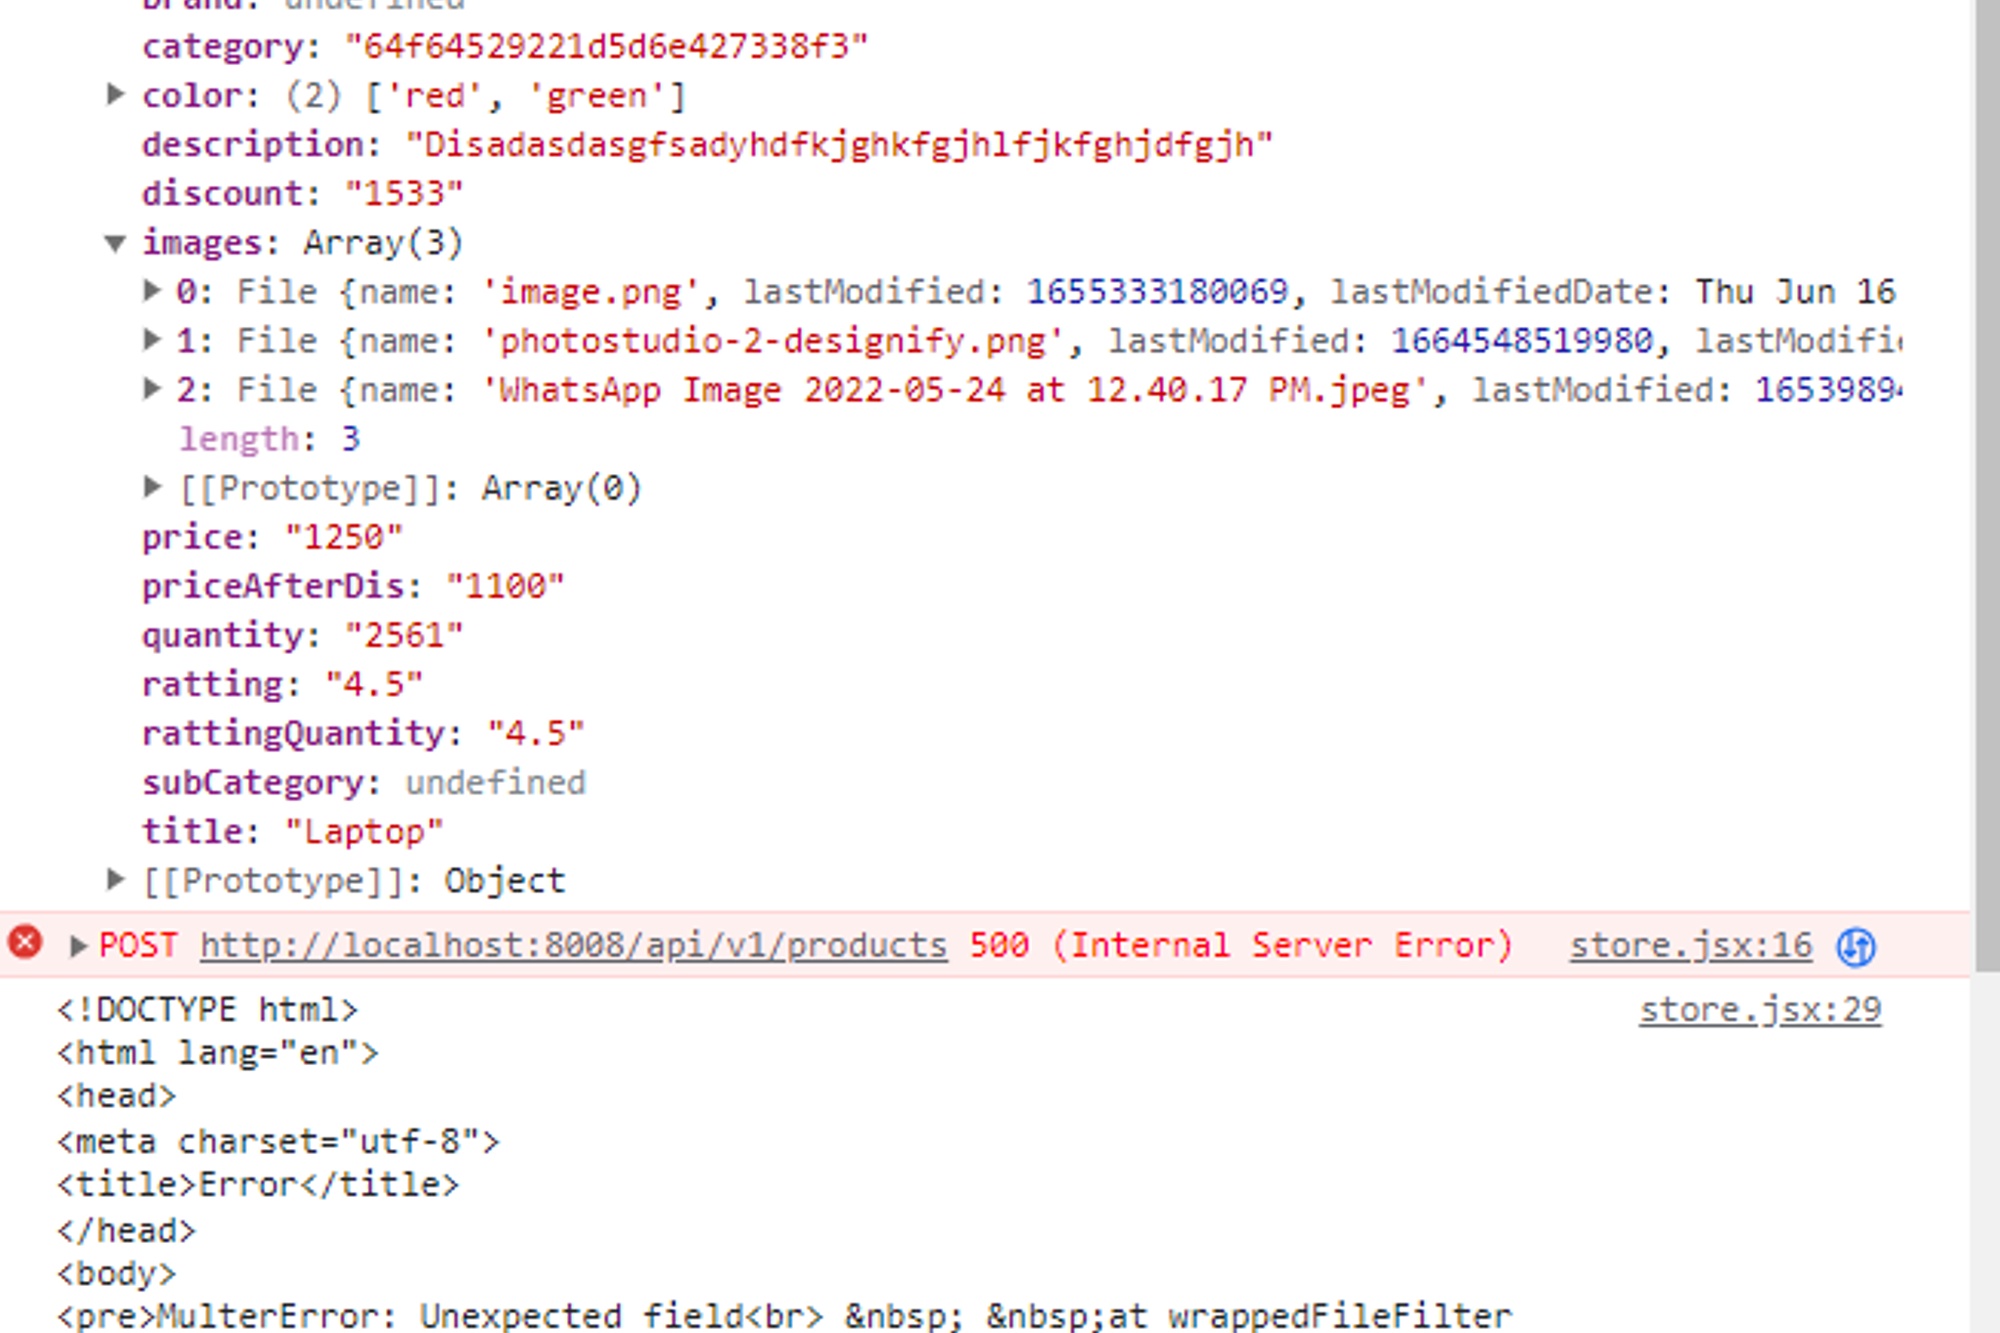 brand: undefined
category: "64f64529221d5d6e427338f3"
color: (2) ['red', 'green']
description: "Disadasdasgfsadyhdfkjghkfgjhlfjkfghjdfgjh"
discount: "1533"
images: Array(3)
0: File {name: 'image.png', lastModified: 1655333180069, lastModifiedDate: Thu Jun 16
1: File {name: 'photostudio-2-designify.png', lastModified: 1664548519980, lastModifi
2: File {name: 'WhatsApp Image 2022-05-24 at 12.40.17 PM.jpeg', lastModified: 1653989
length: 3
[[Prototype]]: Array(0)
price: "1250"
priceAfterDis: "1100"
quantity: "2561"
ratting: "4.5"
rattingQuantity: "4.5"
subCategory: undefined
title: "Laptop"
[[Prototype]]: Object
POST http://localhost:8008/api/v1/products 500 (Internal Server Error) store.jsx:16
<!DOCTYPE html> store.jsx:29
<html lang="en">
<head>
<meta charset="utf-8">
<title>Error</title>
</head>
<body>
<pre>MulterError: Unexpected field<br> &nbsp; &nbsp;at wrappedFileFilter